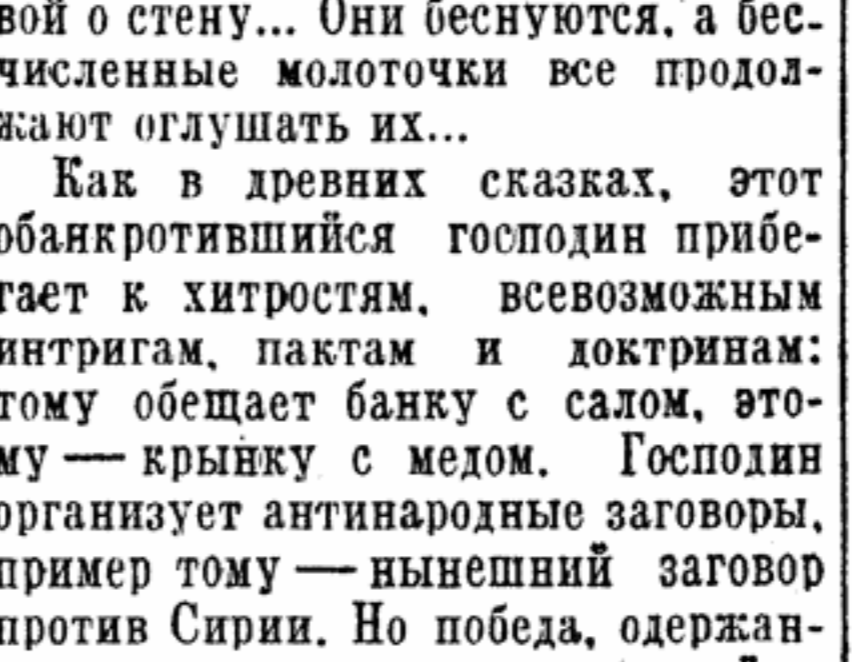 вой о стену... Они беснуются, а бес-
численные молоточки все продол-
жают оглушать их...
Как в древних сказках, этот
обанкротившийся господин прибе-
гает к хитростям, всевозможным
интригам, пактам и доктринам:
тому обещает банку с салом, это-
му — крынку с медом. Господин
организует антинародные заговоры,
пример тому — нынешний заговор
против Сирии. Но победа, одержан-